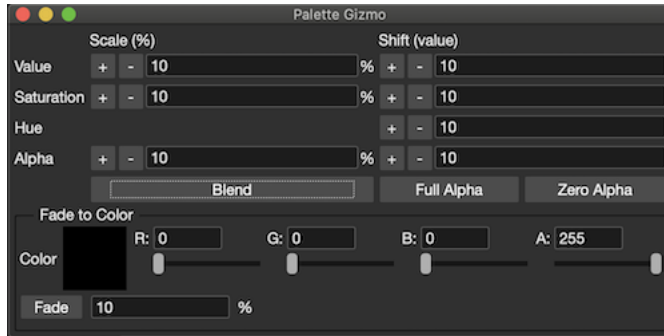 Palette Gizmo
Scale (%) Shift (value)
Value + - 10 % + - 10
Saturation + - 10 % + - 10
Hue + - 10
Alpha + - 10 % + - 10
Blend Full Alpha Zero Alpha
Fade to Color
Color R: 0 G: 0 B: 0 A: 255
Fade 10 %